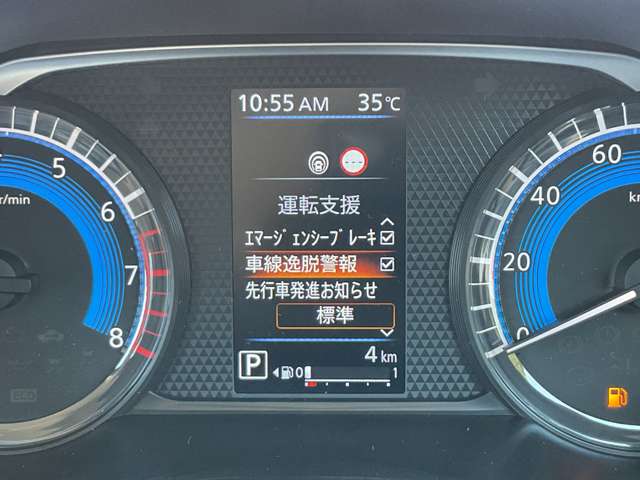 10:55 AM 35℃
運転支援
ｴﾏｰｼﾞｪﾝｼｰﾌﾞﾚｰｷ
車線逸脱警報
先行車発進お知らせ
標準
P
4 km
0 1
r/min
5
6
7
8
60
40
20
0
km